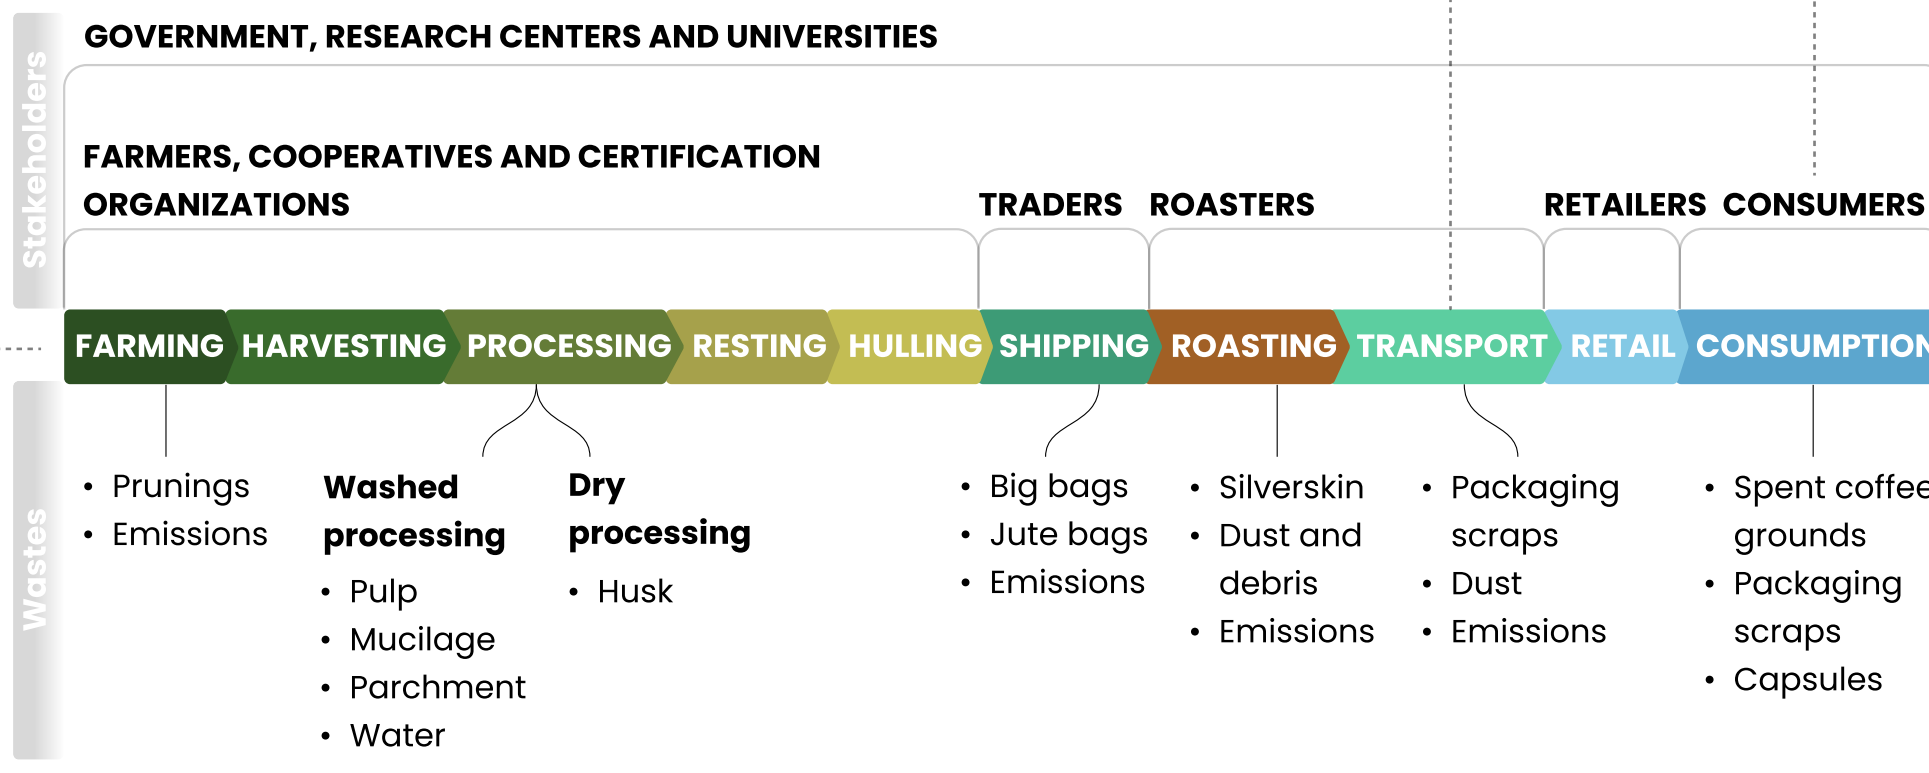 Stakeholders
GOVERNMENT, RESEARCH CENTERS AND UNIVERSITIES
FARMERS, COOPERATIVES AND CERTIFICATION
ORGANIZATIONS
TRADERS
ROASTERS
RETAILERS
CONSUMERS
FARMING
HARVESTING
PROCESSING
RESTING
HULLING
SHIPPING
ROASTING
TRANSPORT
RETAIL
CONSUMPTION
Wastes
• Prunings
• Emissions
Washed
processing
• Pulp
• Mucilage
• Parchment
• Water
Dry
processing
• Husk
• Big bags
• Jute bags
• Emissions
• Silverskin
• Dust and
debris
• Emissions
• Packaging
scraps
• Dust
• Emissions
• Spent coffee
grounds
• Packaging
scraps
• Capsules